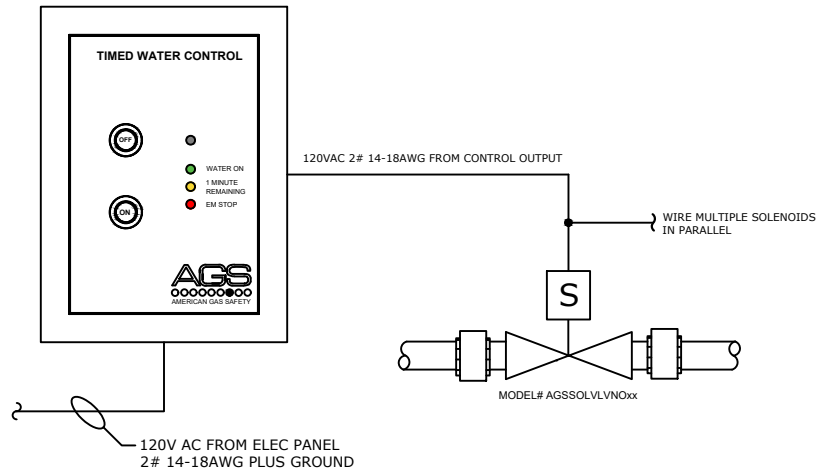 TIMED WATER CONTROL
OFF
WATER ON
1 MINUTE
REMAINING
ON
EM STOP
AGS
AMERICAN GAS SAFETY
120VAC 2# 14-18AWG FROM CONTROL OUTPUT
WIRE MULTIPLE SOLENOIDS
IN PARALLEL
S
MODEL# AGSSOLVLVNOxx
120V AC FROM ELEC PANEL
2# 14-18AWG PLUS GROUND